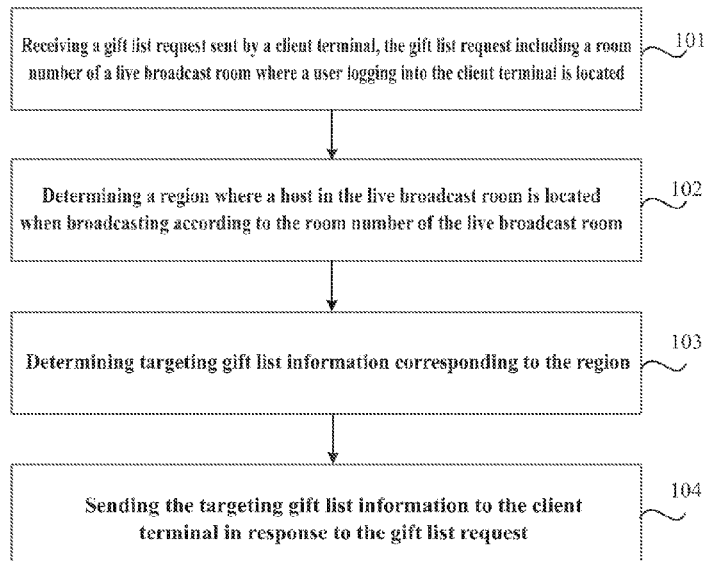 Receiving a gift list request sent by a client terminal, the gift list request including a room
number of a live broadcast room where a user logging into the client terminal is located
101
Determining a region where a host in the live broadcast room is located
when broadcasting according to the room number of the live broadcast room
102
Determining targeting gift list information corresponding to the region
103
Sending the targeting gift list information to the client
terminal in response to the gift list request
104